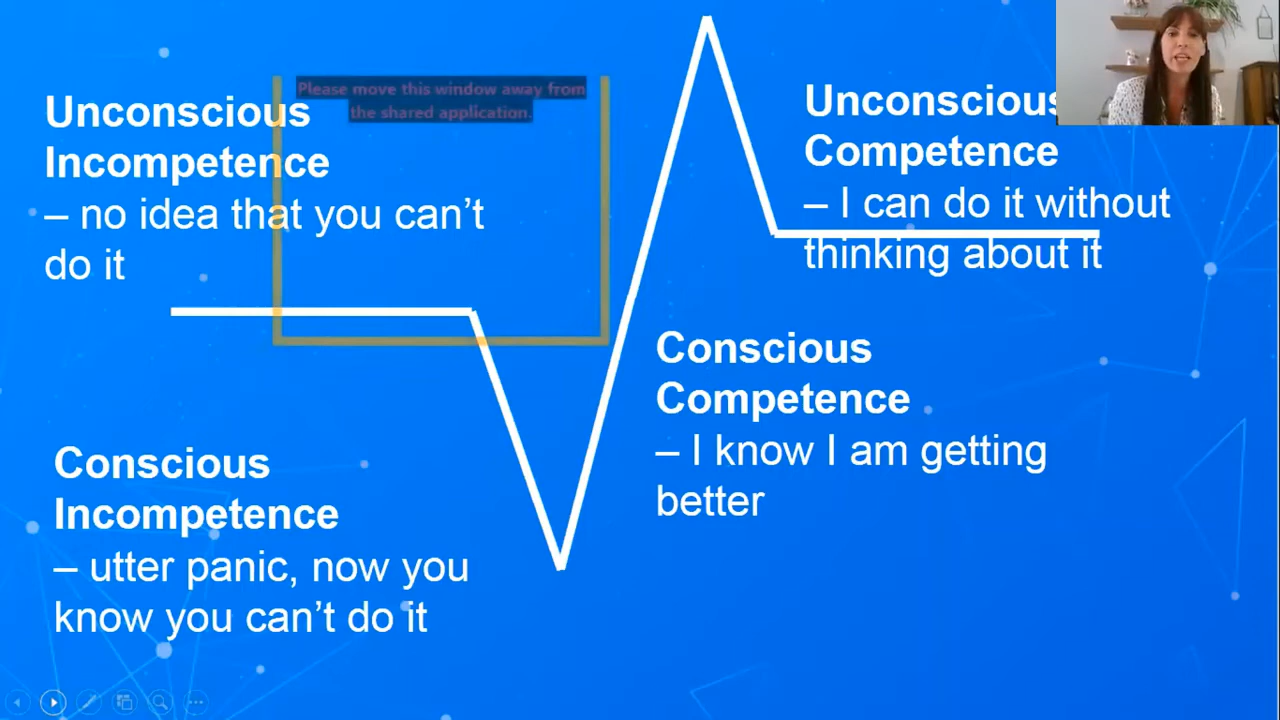 Please move this window away from
the shared application.
Unconscious
Incompetence
– no idea that you can’t
do it
Conscious
Incompetence
– utter panic, now you
know you can’t do it
Unconscious
Competence
– I can do it without
thinking about it
Conscious
Competence
– I know I am getting
better